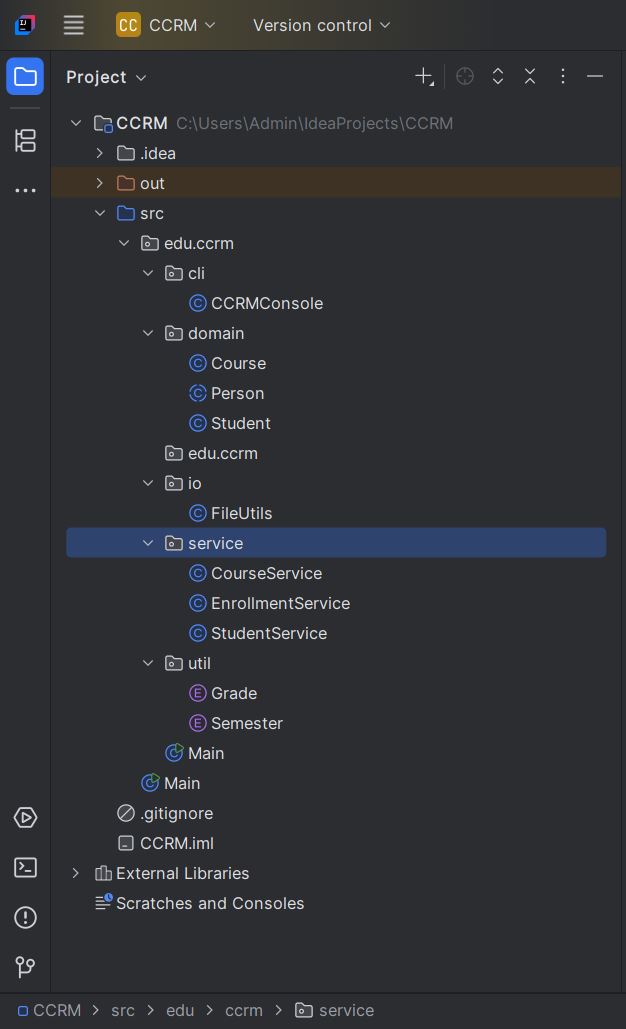 CC CCRM Version control
Project
CCRM C:\Users\Admin\IdeaProjects\CCRM
.idea
out
src
edu.ccrm
cli
C CCRMConsole
domain
C Course
C Person
C Student
edu.ccrm
io
C FileUtils
service
C CourseService
C EnrollmentService
C StudentService
util
E Grade
E Semester
C Main
C Main
.gitignore
CCRM.iml
External Libraries
Scratches and Consoles
CCRM > src > edu > ccrm > service